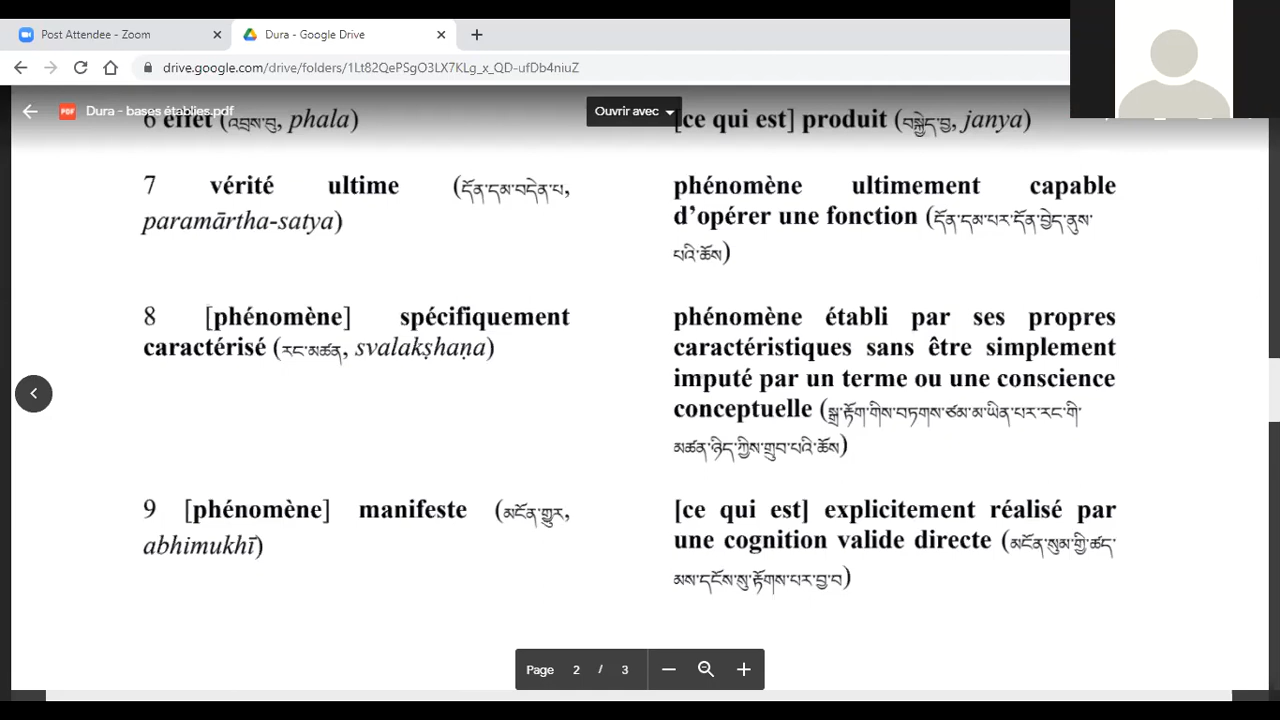 Post Attendee - Zoom
Dura - Google Drive
drive.google.com/drive/folders/1Lt82QePSgO3LX7KLg_x_QD-ufDb4niuZ
Dura - bases établies.pdf
Ouvrir avec
6 effet (འབྲས་བུ, phala)
[ce qui est] produit (བསྐྱེད་བྱ, janya)
7 vérité ultime (དོན་དམ་བདེན་པ,
paramārtha-satya)
phénomène ultimement capable
d’opérer une fonction (དོན་དམ་པར་དོན་བྱེད་ནུས་
པའི་ཆོས)
8 [phénomène] spécifiquement
caractérisé (རང་མཚན, svalakṣhaṇa)
phénomène établi par ses propres
caractéristiques sans être simplement
imputé par un terme ou une conscience
conceptuelle (སྒྲ་རྟོག་གིས་བཏགས་ཙམ་མ་ཡིན་པར་རང་གི་
མཚན་ཉིད་ཀྱིས་གྲུབ་པའི་ཆོས)
9 [phénomène] manifeste (མངོན་གྱུར,
abhimukhī)
[ce qui est] explicitement réalisé par
une cognition valide directe (མངོན་སུམ་གྱི་ཚད་
མས་དངོས་སུ་རྟོགས་པར་བྱ་བ)
Page 2 / 3